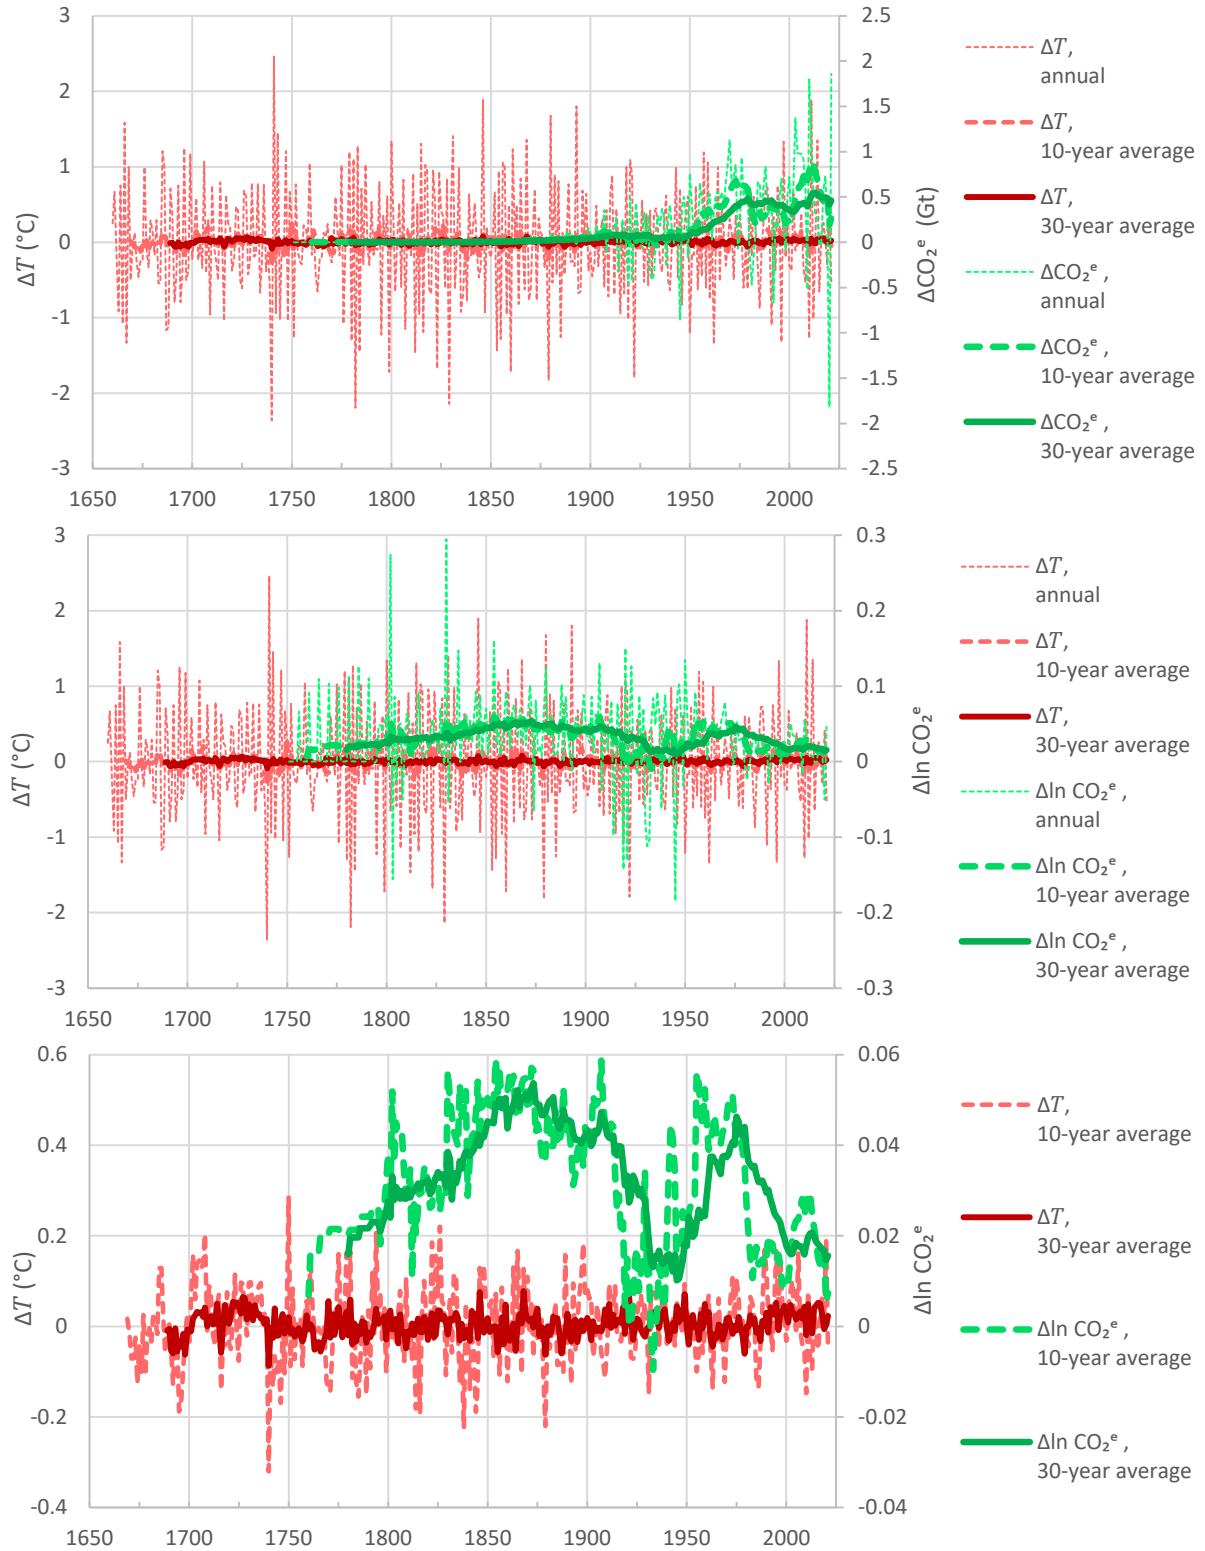 3
2
1
0
-1
-2
-3
ΔT (°C)
2.5
2
1.5
1
0.5
0
-0.5
-1
-1.5
-2
-2.5
ΔCO₂ᵉ (Gt)
1650 1700 1750 1800 1850 1900 1950 2000
ΔT,
annual
ΔT,
10-year average
ΔT,
30-year average
ΔCO₂ᵉ ,
annual
ΔCO₂ᵉ ,
10-year average
ΔCO₂ᵉ ,
30-year average
3
2
1
0
-1
-2
-3
ΔT (°C)
0.3
0.2
0.1
0
-0.1
-0.2
-0.3
Δln CO₂ᵉ
1650 1700 1750 1800 1850 1900 1950 2000
ΔT,
annual
ΔT,
10-year average
ΔT,
30-year average
Δln CO₂ᵉ ,
annual
Δln CO₂ᵉ ,
10-year average
Δln CO₂ᵉ ,
30-year average
0.6
0.4
0.2
0
-0.2
-0.4
ΔT (°C)
0.06
0.04
0.02
0
-0.02
-0.04
Δln CO₂ᵉ
1650 1700 1750 1800 1850 1900 1950 2000
ΔT,
10-year average
ΔT,
30-year average
Δln CO₂ᵉ ,
10-year average
Δln CO₂ᵉ ,
30-year average